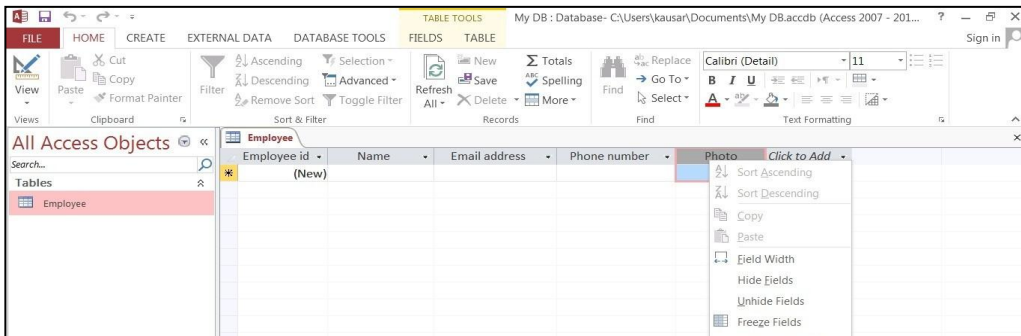 TABLE TOOLS
My DB : Database- C:\Users\kausar\Documents\My DB.accdb (Access 2007 - 201... ?
FILE HOME CREATE EXTERNAL DATA DATABASE TOOLS FIELDS TABLE Sign in
Cut Ascending Selection New Totals Replace Calibri (Detail) 11
Copy Descending Advanced Save Spelling Go To B I U
View Paste Format Painter Filter Remove Sort Toggle Filter Refresh All Delete More Find Select A
Views Clipboard Sort & Filter Records Find Text Formatting
All Access Objects
Employee
Search...
Employee id Name Email address Phone number Photo Click to Add
(New)
Tables
Employee
Sort Ascending
Sort Descending
Copy
Paste
Field Width
Hide Fields
Unhide Fields
Freeze Fields